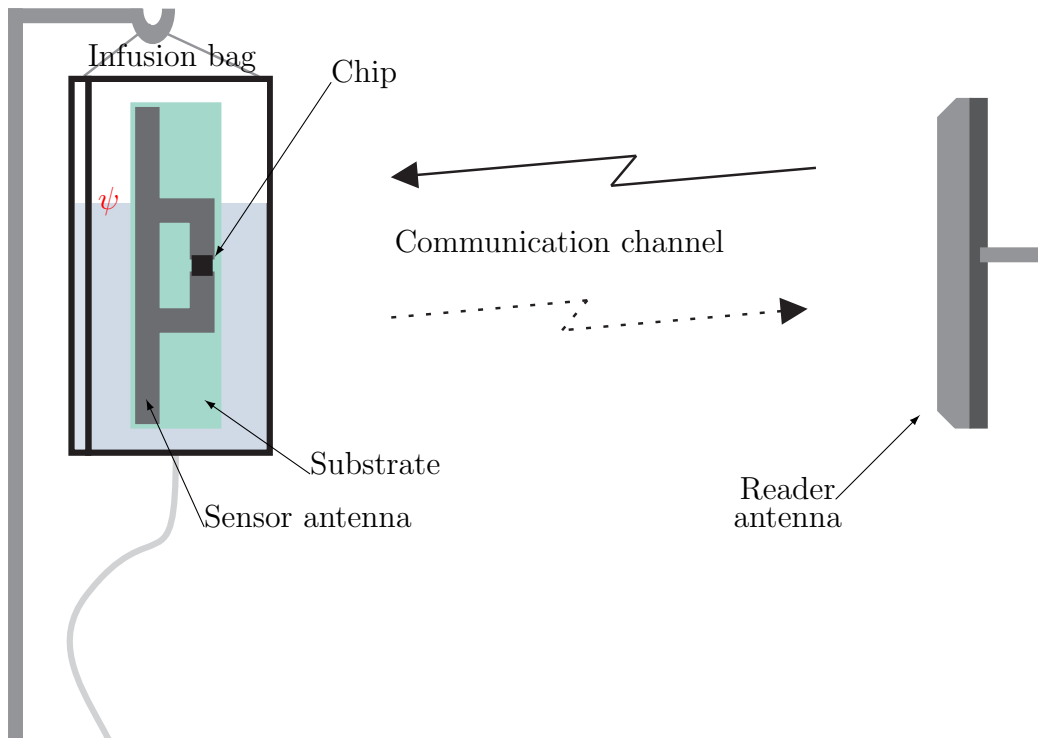 Infusion bag
Chip
ψ
Communication channel
Substrate
Sensor antenna
Reader
antenna